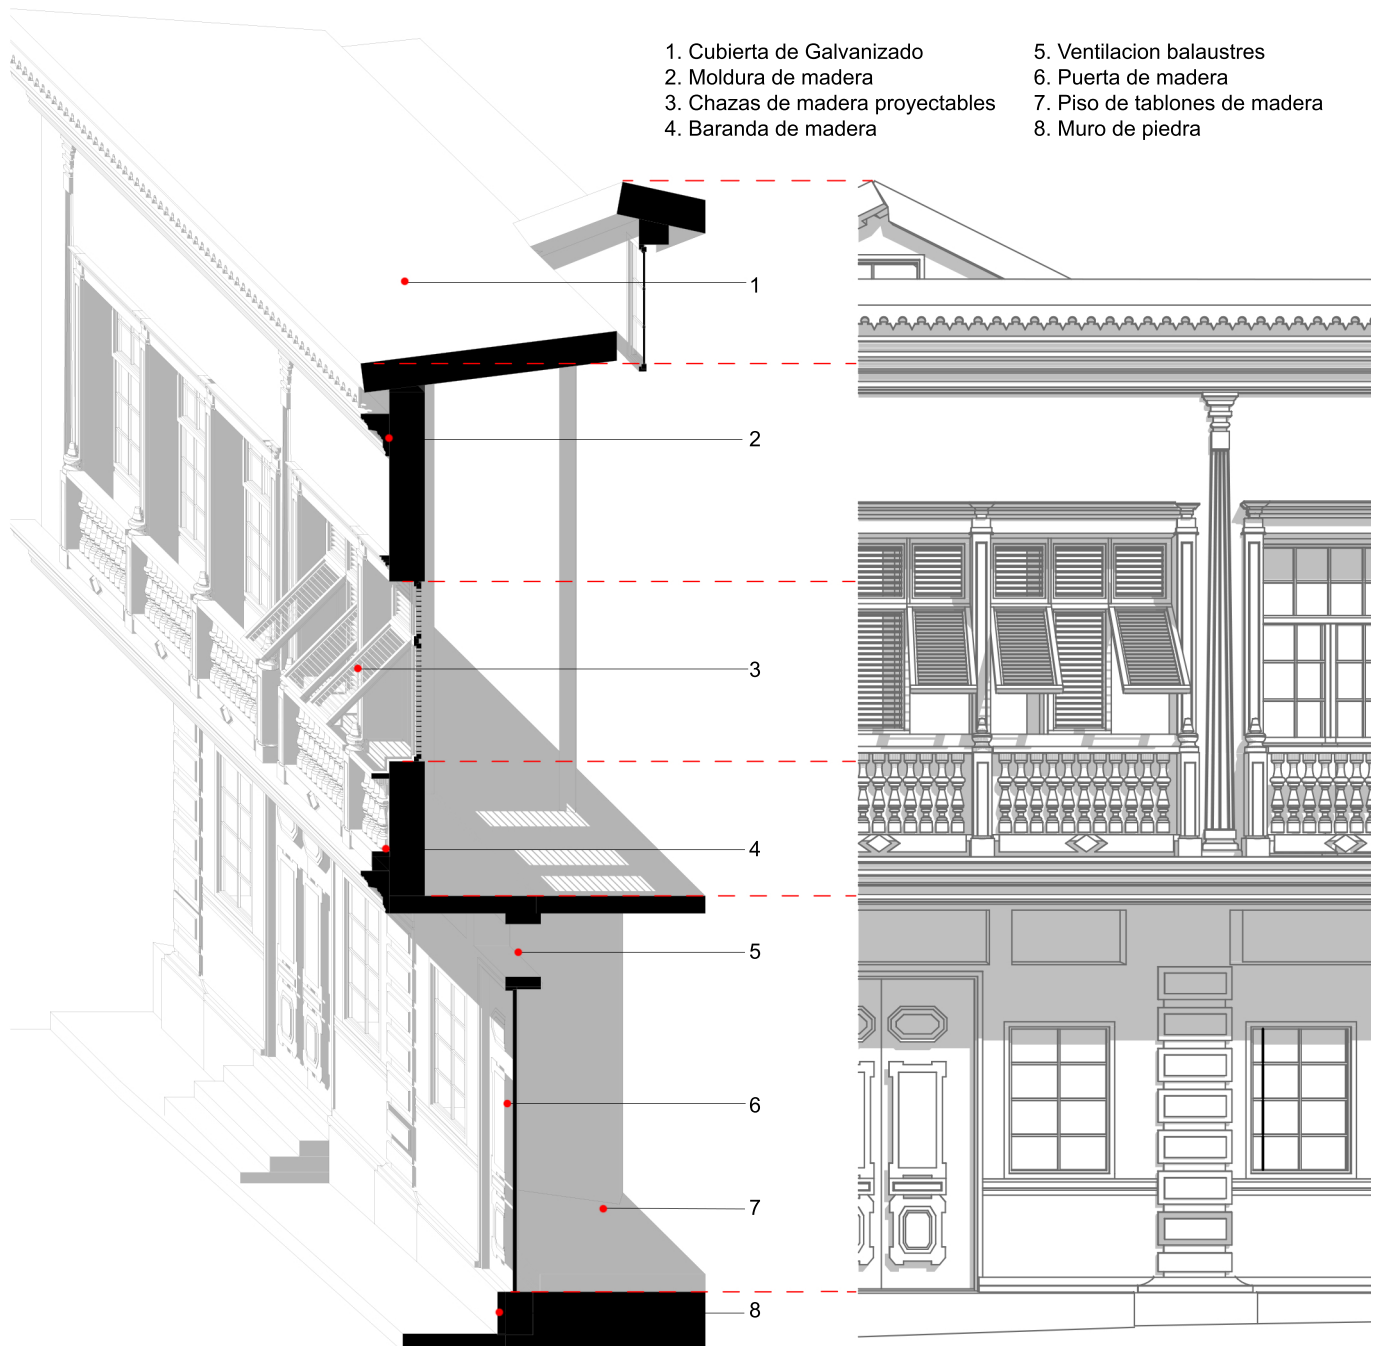 1. Cubierta de Galvanizado
2. Moldura de madera
3. Chazas de madera proyectables
4. Baranda de madera
5. Ventilacion balaustres
6. Puerta de madera
7. Piso de tablones de madera
8. Muro de piedra
1
2
3
4
5
6
7
8